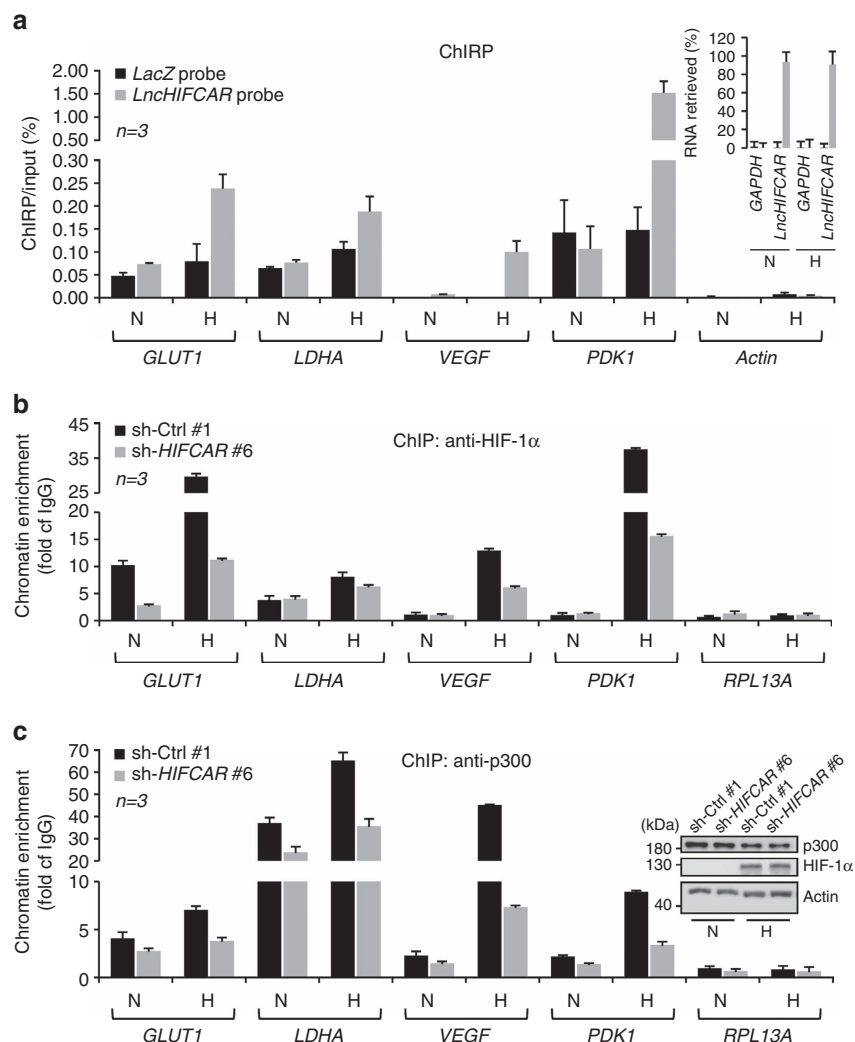 a
ChIRP
LacZ probe
LncHIFCAR probe
n=3
ChIRP/input (%)
2.00
1.50
1.00
0.50
0.30
0.25
0.20
0.15
0.10
0.05
0.00
N H N H N H N H N H
GLUT1 LDHA VEGF PDK1 Actin
RNA retrieved (%)
120
100
80
60
40
20
0
GAPDH
LncHIFCAR
GAPDH
LncHIFCAR
N H
b
ChIP: anti-HIF-1α
sh-Ctrl #1
sh-HIFCAR #6
n=3
Chromatin enrichment
(fold cf IgG)
45
35
25
20
15
10
5
0
N H N H N H N H N H
GLUT1 LDHA VEGF PDK1 RPL13A
c
ChIP: anti-p300
sh-Ctrl #1
sh-HIFCAR #6
n=3
Chromatin enrichment
(fold cf IgG)
70
60
50
40
30
20
10
5
0
N H N H N H N H N H
GLUT1 LDHA VEGF PDK1 RPL13A
sh-Ctrl #1
sh-HIFCAR #6
sh-Ctrl #1
sh-HIFCAR #6
(kDa)
180 p300
130 HIF-1α
40 Actin
N H